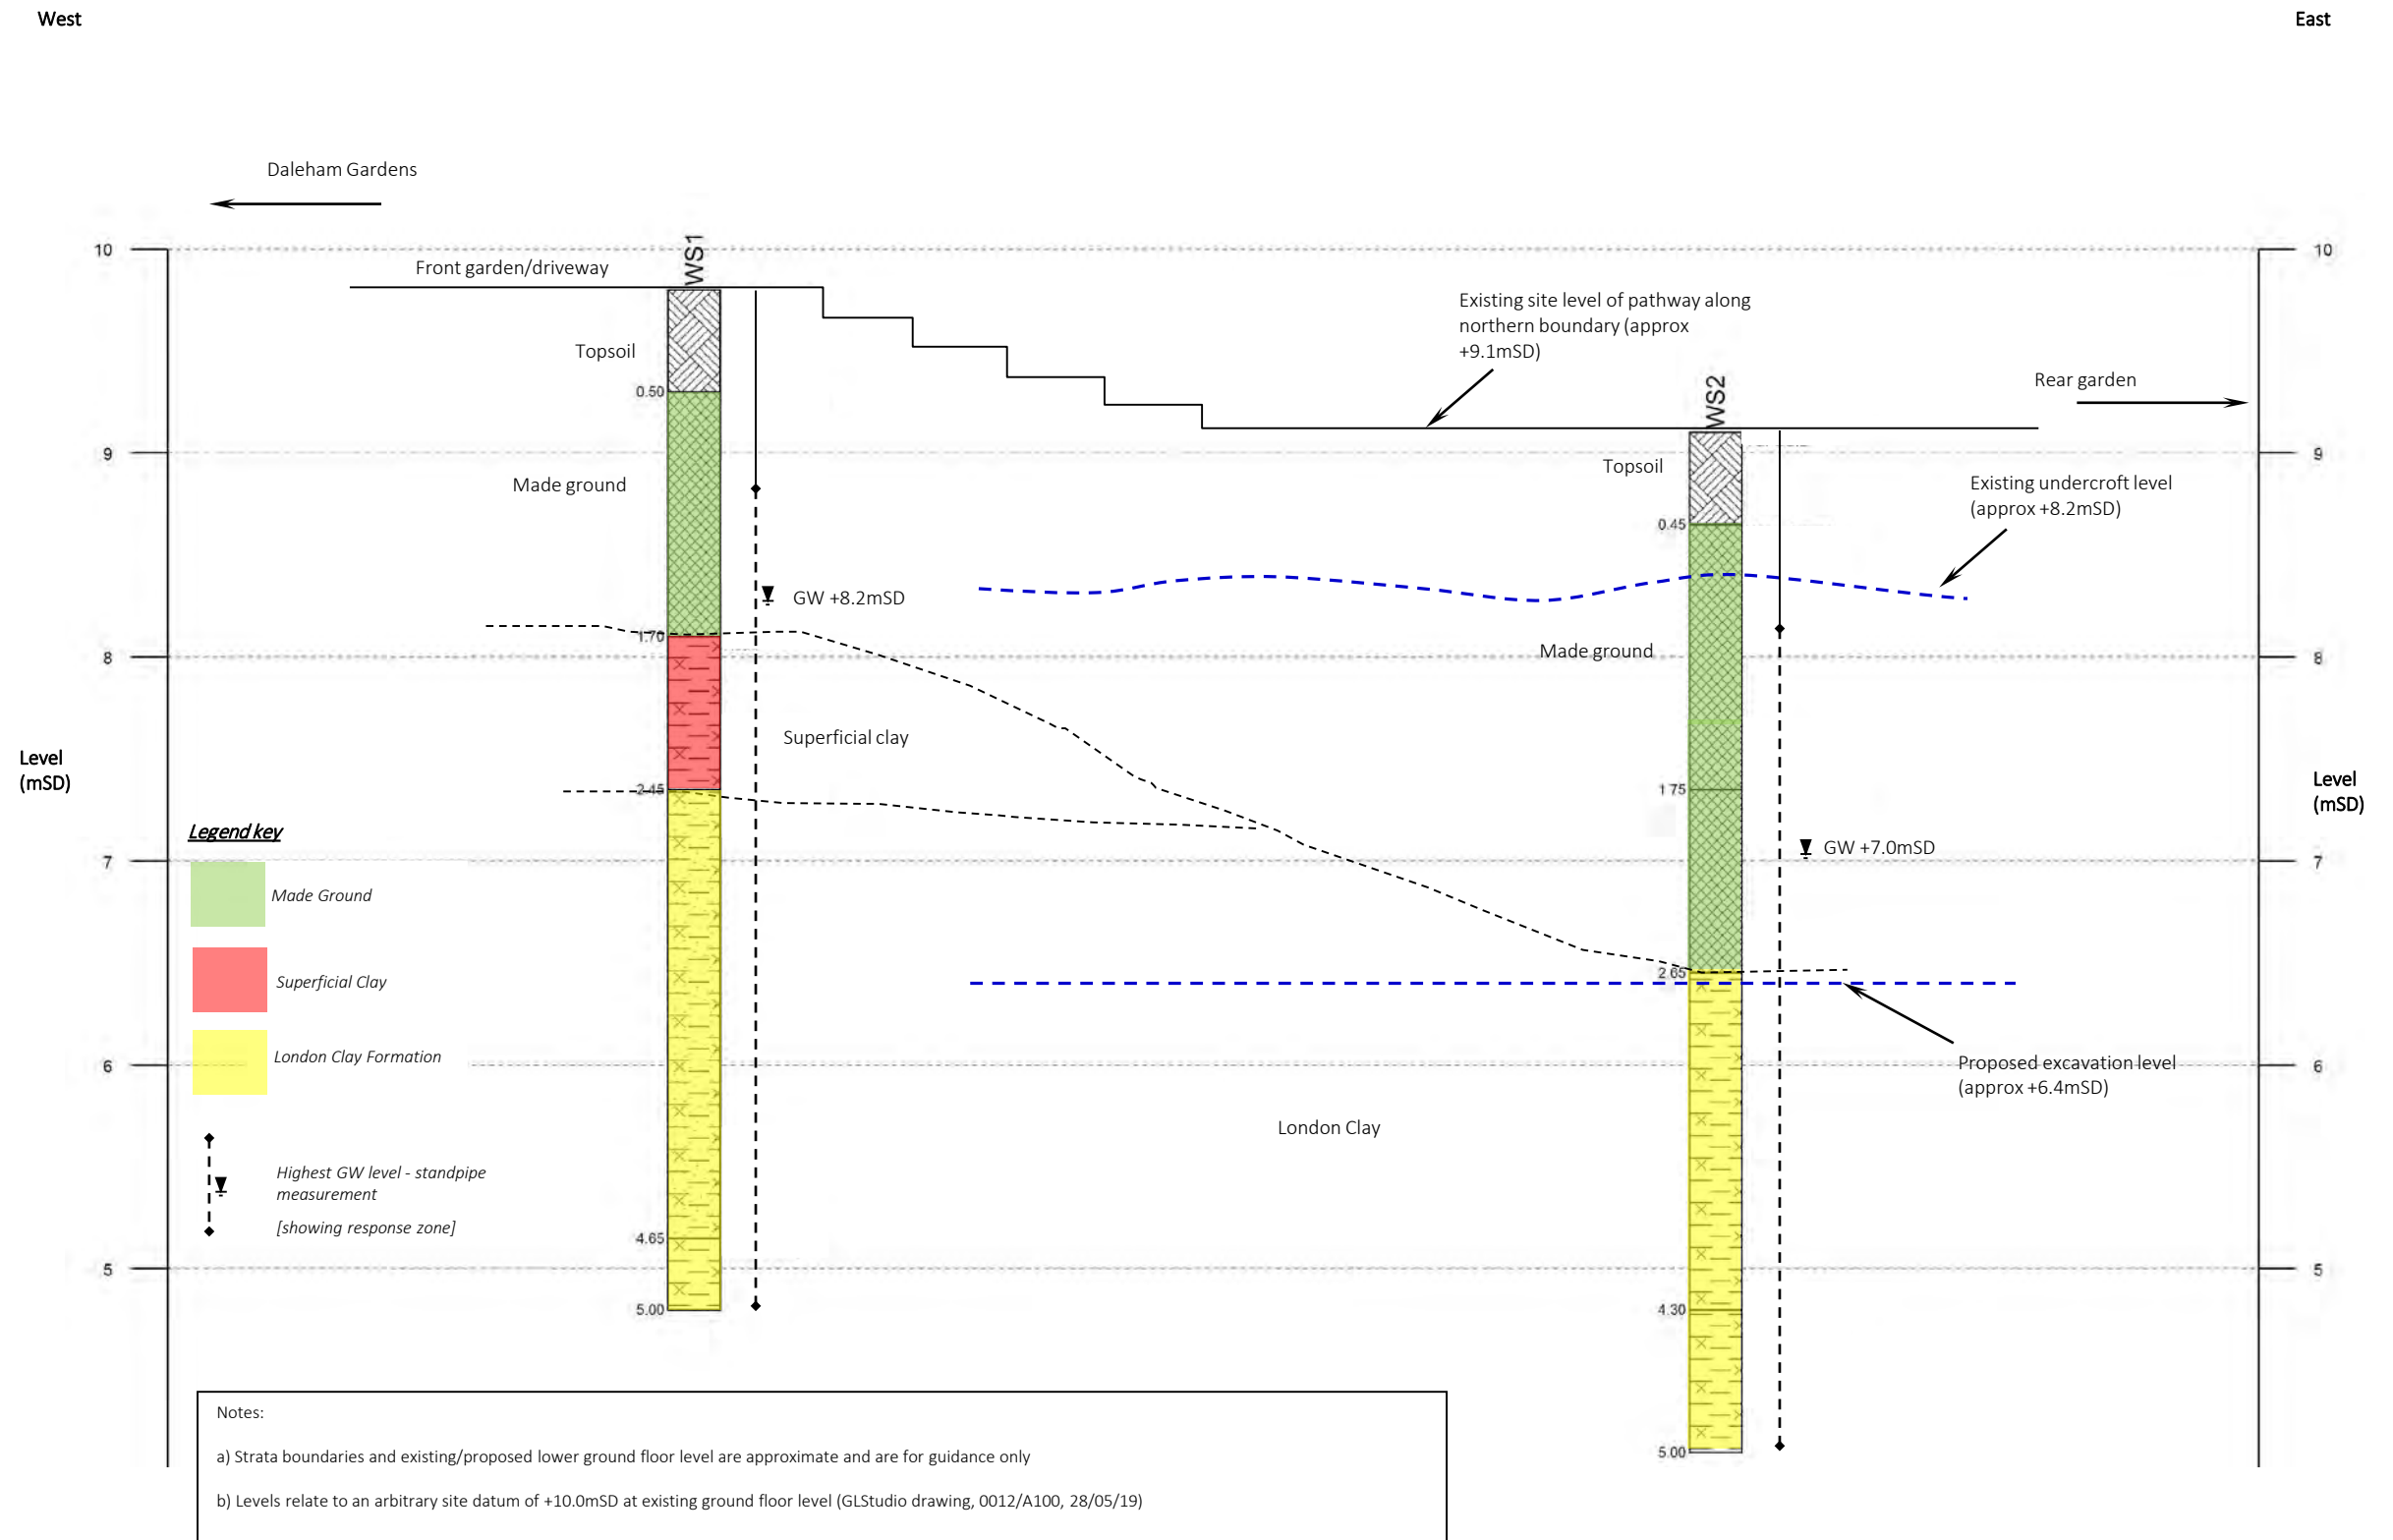 West
East
Daleham Gardens
10
10
WS1
Front garden/driveway
Existing site level of pathway along
northern boundary (approx
+9.1mSD)
Topsoil
0.50
WS2
Rear garden
9
9
Topsoil
Made ground
Existing undercroft level
(approx +8.2mSD)
0.45
GW +8.2mSD
1.70
Made ground
8
8
Superficial clay
Level
(mSD)
Level
(mSD)
2.45
1.75
Legend key
GW +7.0mSD
7
7
Made Ground
Superficial Clay
2.65
London Clay Formation
6
6
Proposed excavation level
(approx +6.4mSD)
London Clay
Highest GW level - standpipe
measurement
[showing response zone]
4.65
5
5
5.00
4.30
5.00
Notes:
a) Strata boundaries and existing/proposed lower ground floor level are approximate and are for guidance only
b) Levels relate to an arbitrary site datum of +10.0mSD at existing ground floor level (GLStudio drawing, 0012/A100, 28/05/19)